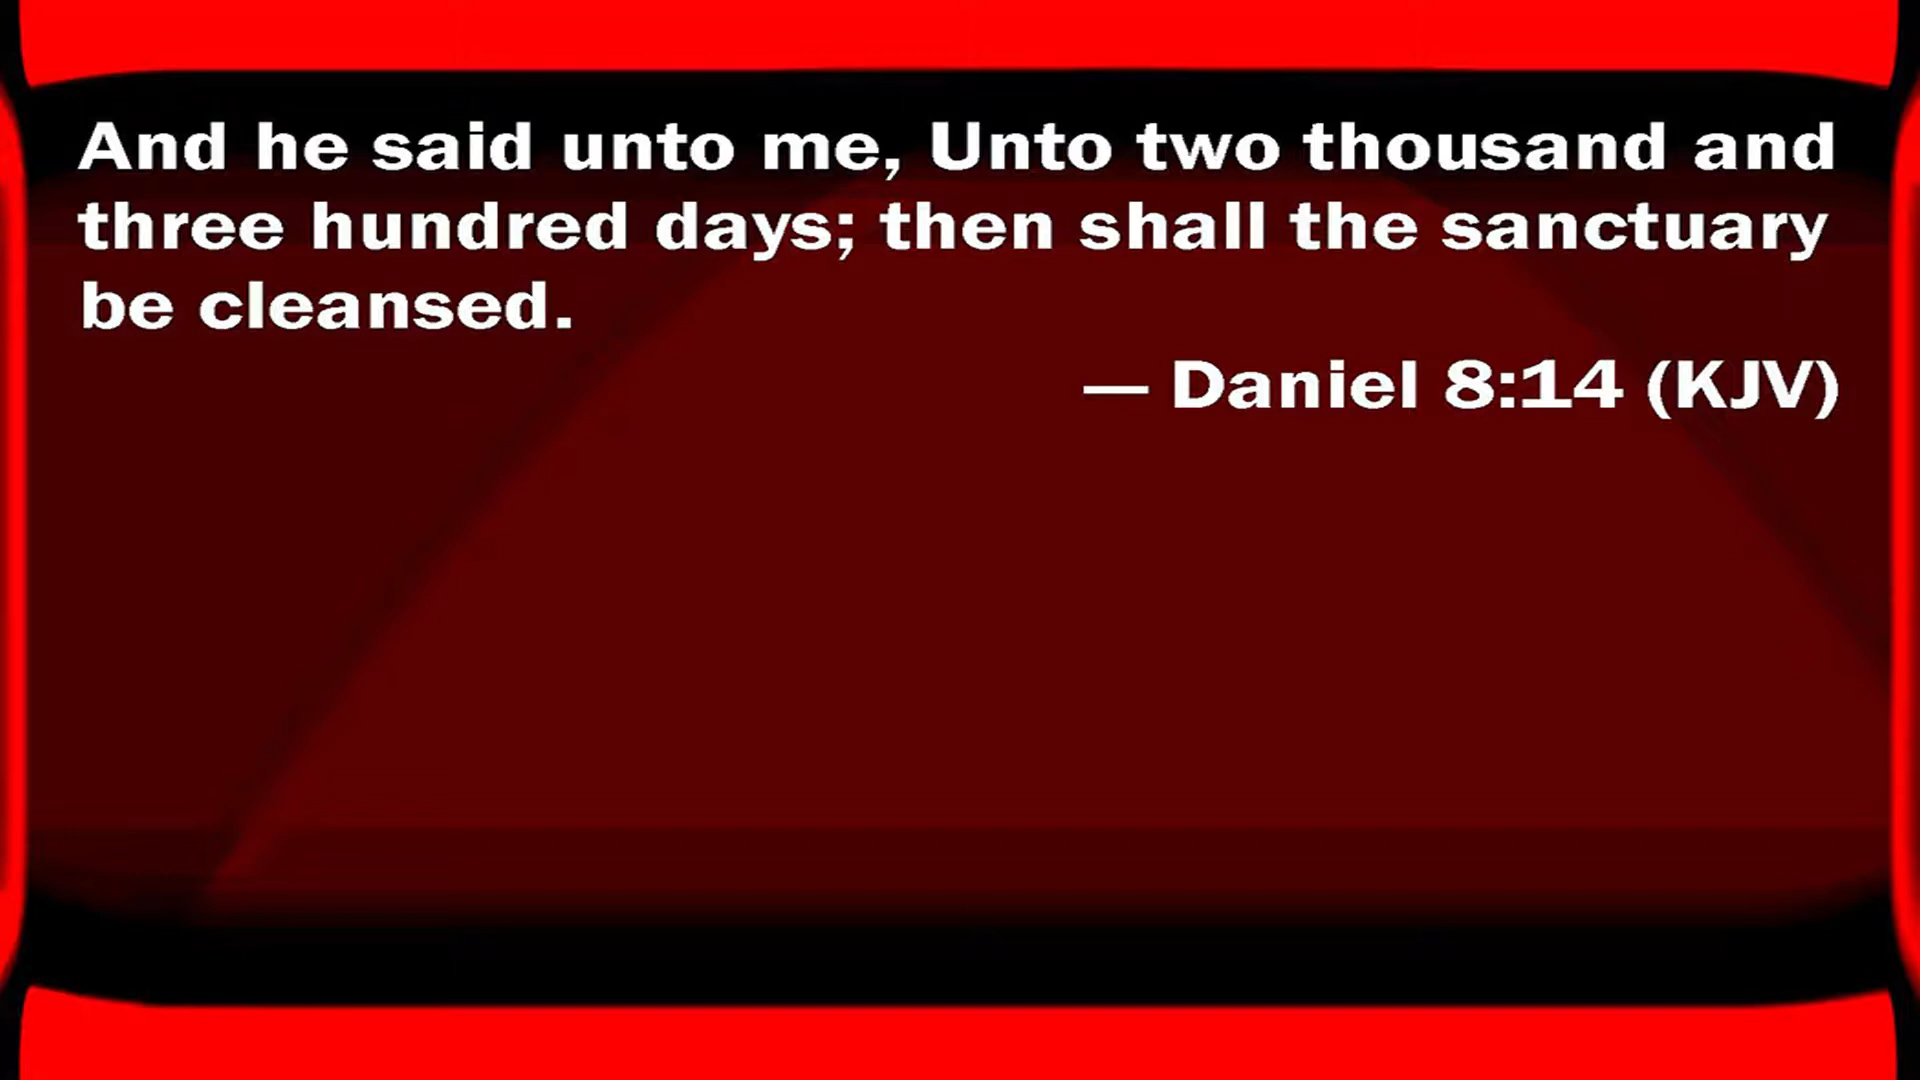 And he said unto me, Unto two thousand and
three hundred days; then shall the sanctuary
be cleansed.
— Daniel 8:14 (KJV)